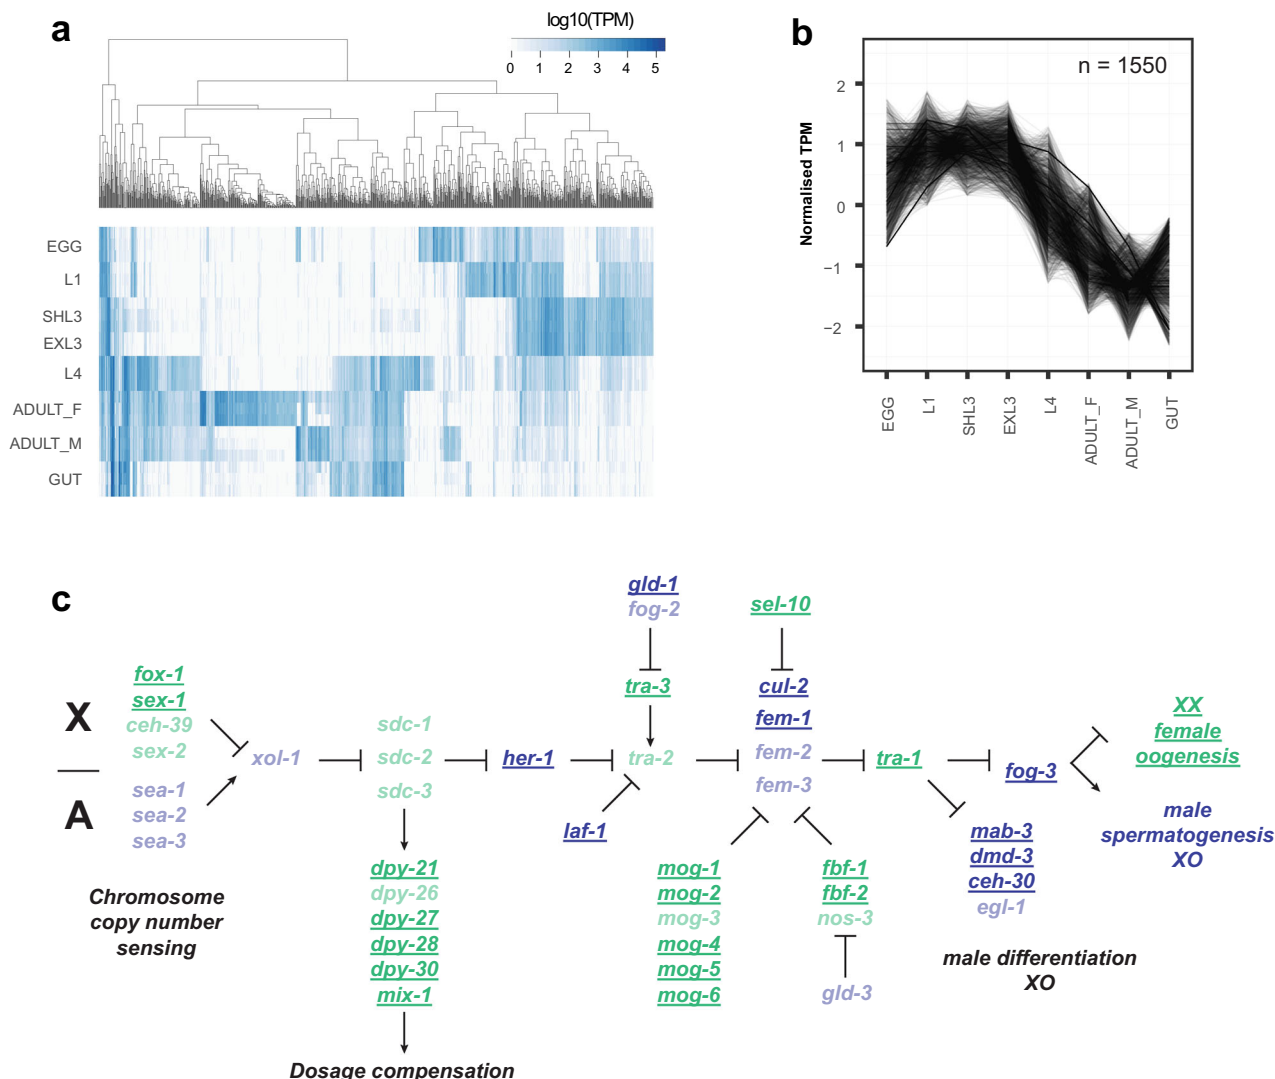 a
log10(TPM)
0 1 2 3 4 5
EGG
L1
SHL3
EXL3
L4
ADULT_F
ADULT_M
GUT
b
n = 1550
Normalised TPM
2
1
0
−1
−2
EGG
L1
SHL3
EXL3
L4
ADULT_F
ADULT_M
GUT
c
X
A
fox-1
sex-1
ceh-39
sex-2
sea-1
sea-2
sea-3
Chromosome
copy number
sensing
xol-1
sdc-1
sdc-2
sdc-3
dpy-21
dpy-26
dpy-27
dpy-28
dpy-30
mix-1
Dosage compensation
her-1
laf-1
gld-1
fog-2
tra-3
tra-2
sel-10
cul-2
fem-1
fem-2
fem-3
mog-1
mog-2
mog-3
mog-4
mog-5
mog-6
fbf-1
fbf-2
nos-3
gld-3
tra-1
fog-3
mab-3
dmd-3
ceh-30
egl-1
male differentiation
XO
XX
female
oogenesis
male
spermatogenesis
XO